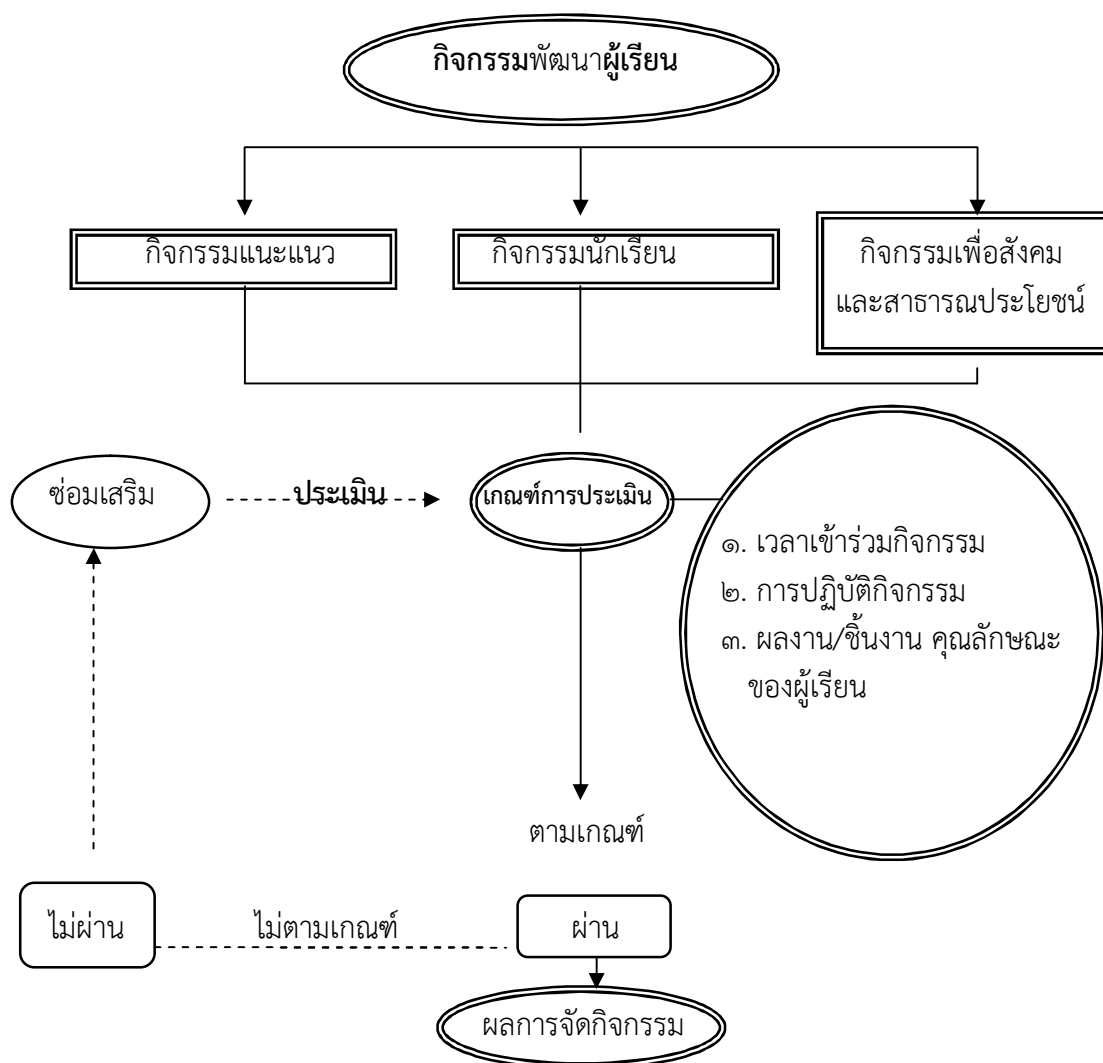 กิจกรรมพัฒนาผู้เรียน
กิจกรรมแนะแนว
กิจกรรมนักเรียน
กิจกรรมเพื่อสังคม
และสาธารณประโยชน์
ซ่อมเสริม
ประเมิน
เกณฑ์การประเมิน
๑. เวลาเข้าร่วมกิจกรรม
๒. การปฏิบัติกิจกรรม
๓. ผลงาน/ชิ้นงาน คุณลักษณะ
ของผู้เรียน
ตามเกณฑ์
ไม่ผ่าน
ไม่ตามเกณฑ์
ผ่าน
ผลการจัดกิจกรรม